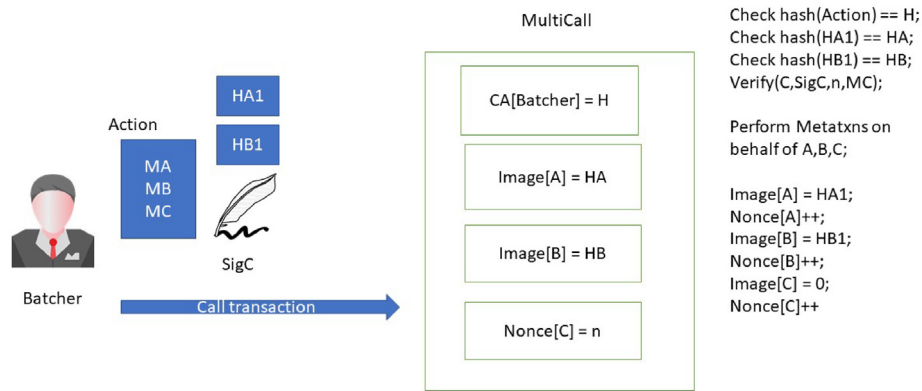 MultiCall
Action
MA
MB
MC
HA1
HB1
SigC
Batcher
Call transaction
CA[Batcher] = H
Image[A] = HA
Image[B] = HB
Nonce[C] = n
Check hash(Action) == H;
Check hash(HA1) == HA;
Check hash(HB1) == HB;
Verify(C,SigC,n,MC);
Perform Metatxns on
behalf of A,B,C;
Image[A] = HA1;
Nonce[A]++;
Image[B] = HB1;
Nonce[B]++;
Image[C] = 0;
Nonce[C]++